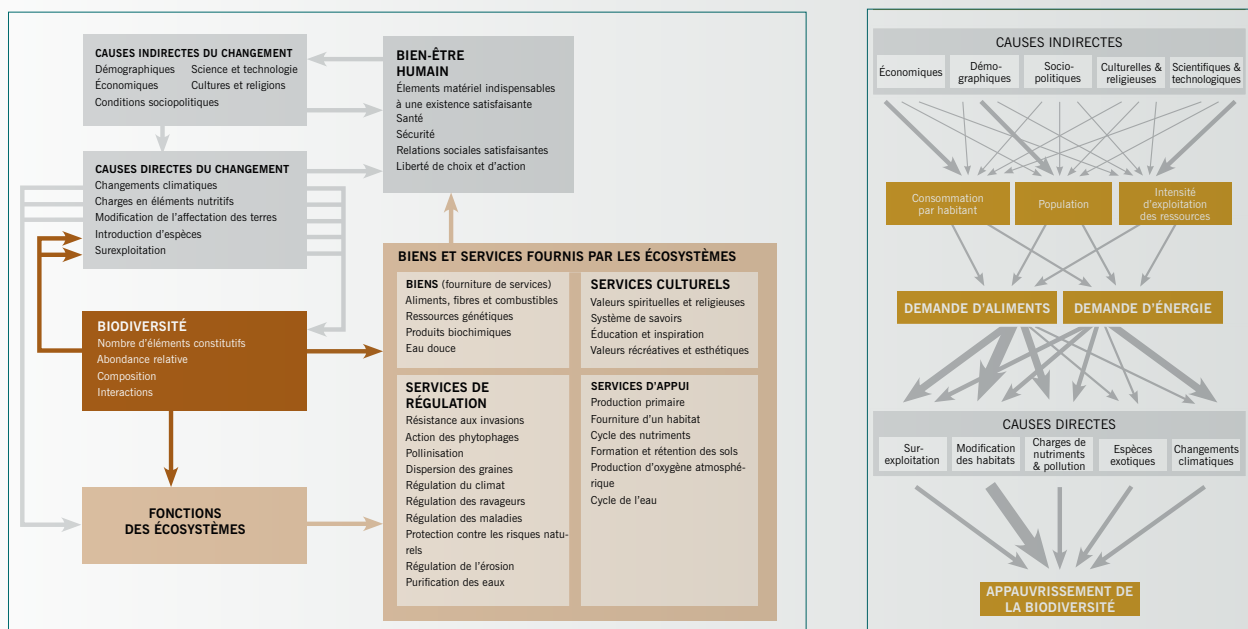 CAUSES INDIRECTES DU CHANGEMENT
Démographiques Science et technologie
Économiques Cultures et religions
Conditions sociopolitiques
BIEN-ÊTRE
HUMAIN
Élements matériel indispensables
à une existence satisfaisante
Santé
Sécurité
Relations sociales satisfaisantes
Liberté de choix et d'action
CAUSES DIRECTES DU CHANGEMENT
Changements climatiques
Charges en éléments nutritifs
Modification de l'affectation des terres
Introduction d'espèces
Surexploitation
BIODIVERSITÉ
Nombre d'éléments constitutifs
Abondance relative
Composition
Interactions
FONCTIONS
DES ÉCOSYSTÈMES
BIENS ET SERVICES FOURNIS PAR LES ÉCOSYSTÈMES
BIENS (fourniture de services)
Aliments, fibres et combustibles
Ressources génétiques
Produits biochimiques
Eau douce
SERVICES CULTURELS
Valeurs spirituelles et religieuses
Système de savoirs
Éducation et inspiration
Valeurs récréatives et esthétiques
SERVICES DE
RÉGULATION
Résistance aux invasions
Action des phytophages
Pollinisation
Dispersion des graines
Régulation du climat
Régulation des ravageurs
Régulation des maladies
Protection contre les risques natu-
rels
Régulation de l'érosion
Purification des eaux
SERVICES D'APPUI
Production primaire
Fourniture d'un habitat
Cycle des nutriments
Formation et rétention des sols
Production d'oxygène atmosphé-
rique
Cycle de l'eau
CAUSES INDIRECTES
Économiques
Démo-
graphiques
Socio-
politiques
Culturelles &
religieuses
Scientifiques &
technologiques
Consommation
par habitant
Population
Intensité
d'exploitation
des ressources
DEMANDE D'ALIMENTS
DEMANDE D'ÉNERGIE
CAUSES DIRECTES
Sur-
exploitation
Modification
des habitats
Charges de
nutriments
& pollution
Espèces
exotiques
Changements
climatiques
APPAUVRISSEMENT DE
LA BIODIVERSITÉ